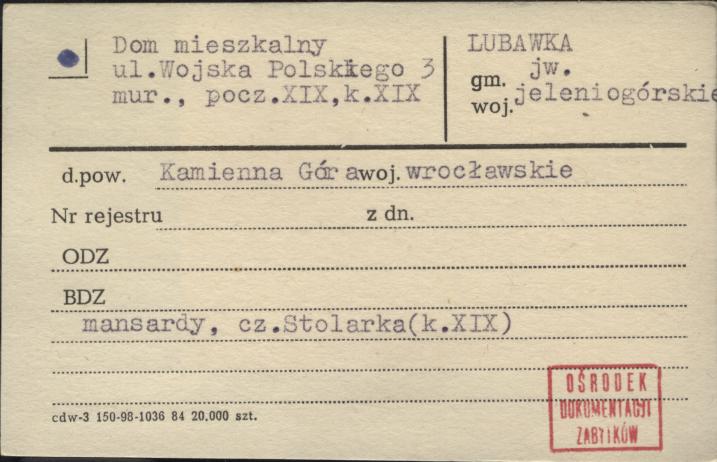 Dom mieszkalny
ul.Wojska Polskiego 3
mur., pocz.XIX,k.XIX
LUBAWKA
gm. jw.
woj. jeleniogórskie
d.pow. Kamienna Góra woj. wrocławskie
Nr rejestru z dn.
ODZ
BDZ
mansardy, cz.Stolarka(k.XIX)
cdw-3 150-98-1036 84 20.000 szt.
OŚRODEK
DOKUMENTACJI
ZABYTKÓW